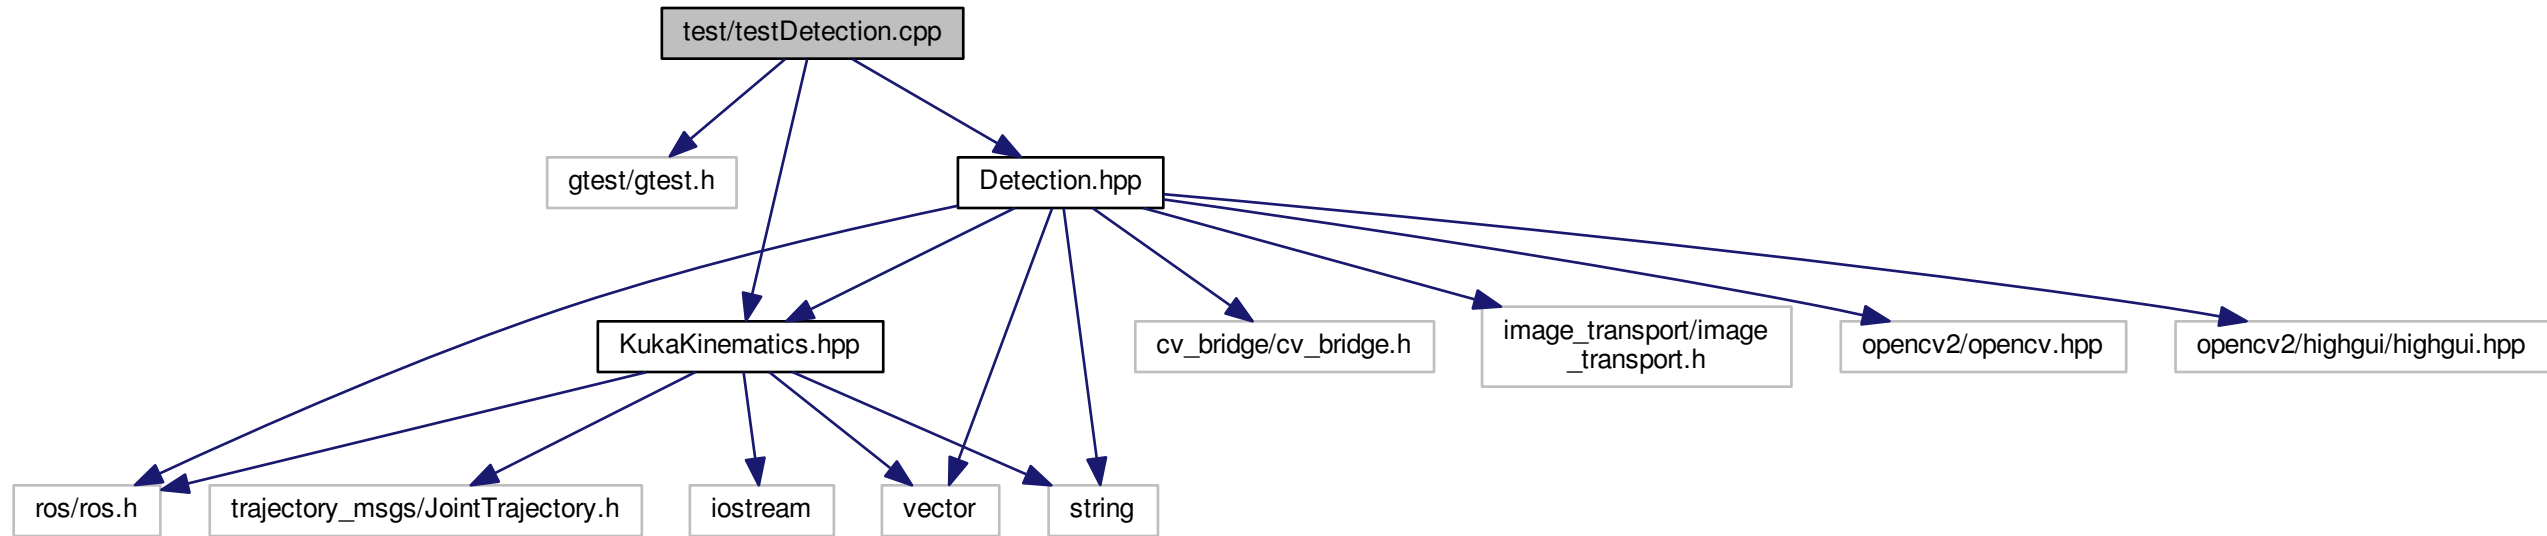 test/testDetection.cpp
gtest/gtest.h
Detection.hpp
KukaKinematics.hpp
cv_bridge/cv_bridge.h
image_transport/image
_transport.h
opencv2/opencv.hpp
opencv2/highgui/highgui.hpp
ros/ros.h
trajectory_msgs/JointTrajectory.h
iostream
vector
string